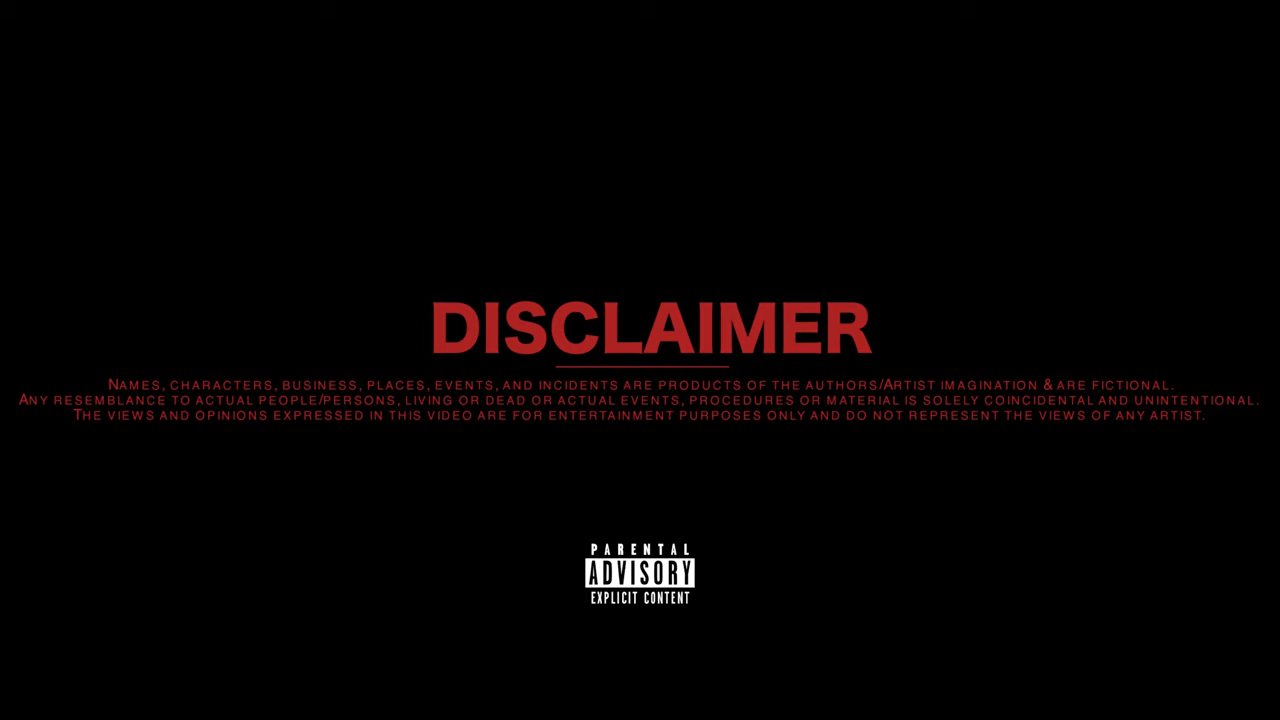 DISCLAIMER
NAMES, CHARACTERS, BUSINESS, PLACES, EVENTS, AND INCIDENTS ARE PRODUCTS OF THE AUTHORS/ARTIST IMAGINATION & ARE FICTIONAL.
ANY RESEMBLANCE TO ACTUAL PEOPLE/PERSONS, LIVING OR DEAD OR ACTUAL EVENTS, PROCEDURES OR MATERIAL IS SOLELY COINCIDENTAL AND UNINTENTIONAL.
THE VIEWS AND OPINIONS EXPRESSED IN THIS VIDEO ARE FOR ENTERTAINMENT PURPOSES ONLY AND DO NOT REPRESENT THE VIEWS OF ANY ARTIST.
PARENTAL
ADVISORY
EXPLICIT CONTENT